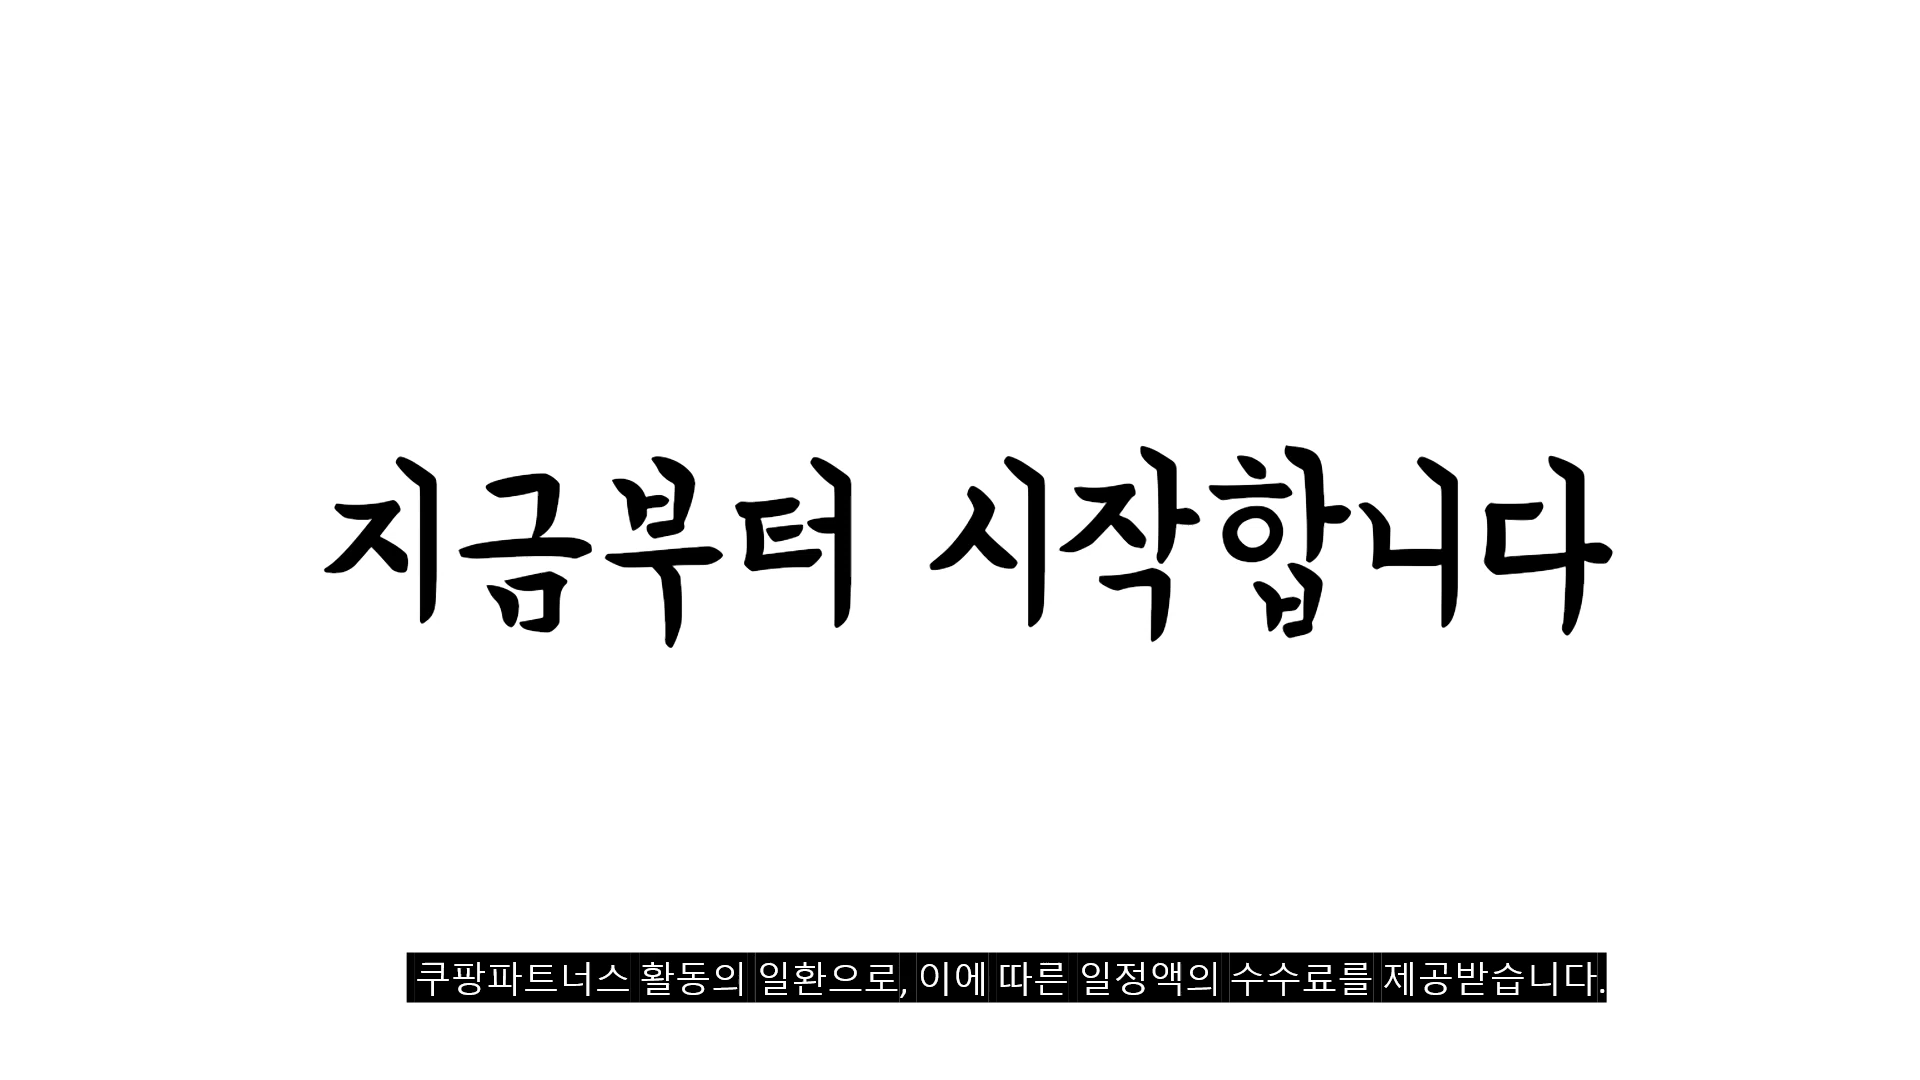 지금부터 시작합니다
쿠팡파트너스 활동의 일환으로, 이에 따른 일정액의 수수료를 제공받습니다.